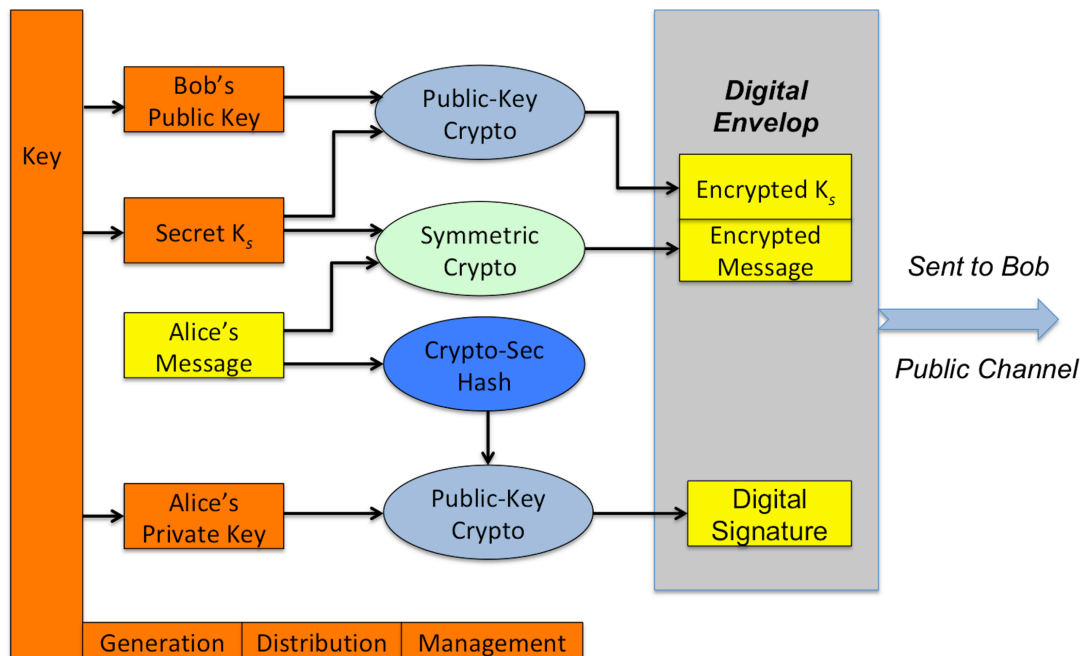 Key
Bob's
Public Key
Secret Ks
Alice's
Message
Alice's
Private Key
Public-Key
Crypto
Symmetric
Crypto
Crypto-Sec
Hash
Public-Key
Crypto
Digital
Envelop
Encrypted Ks
Encrypted
Message
Digital
Signature
Sent to Bob
Public Channel
Generation
Distribution
Management